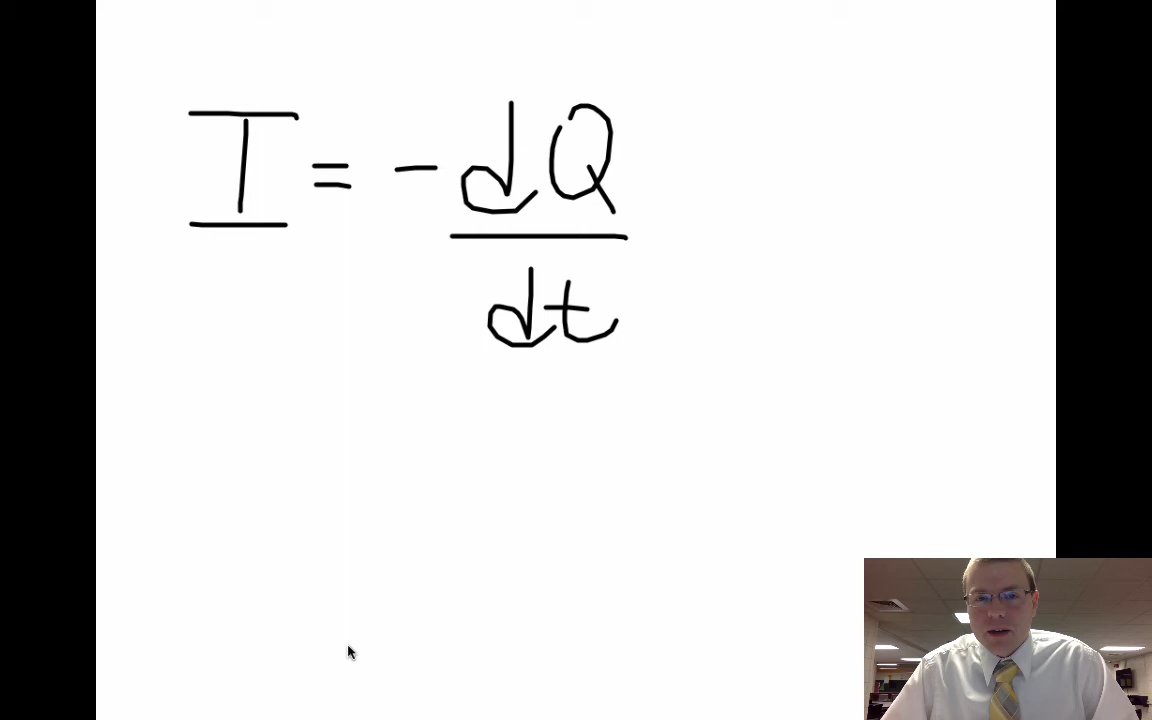 I = - dQ
dt